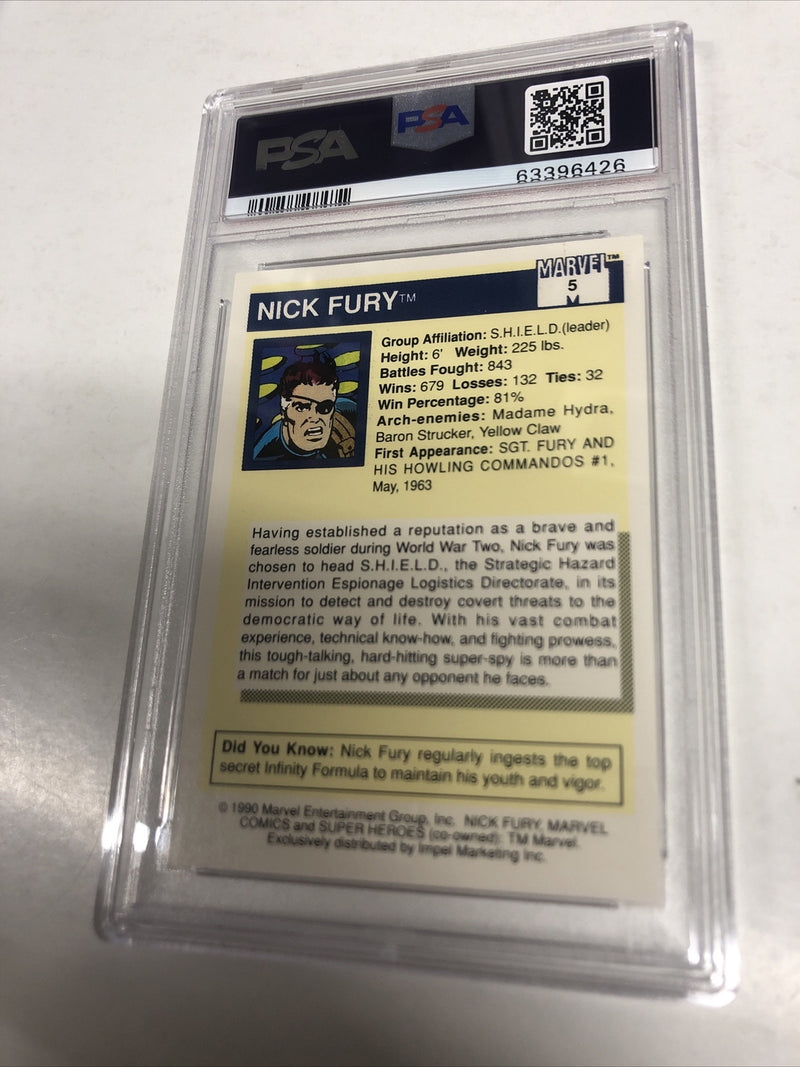 PSA PSA
63396426
MARVEL™
5
NICK FURY™
Group Affiliation: S.H.I.E.L.D.(leader)
Height: 6' Weight: 225 lbs.
Battles Fought: 843
Wins: 679 Losses: 132 Ties: 32
Win Percentage: 81%
Arch-enemies: Madame Hydra,
Baron Strucker, Yellow Claw
First Appearance: SGT. FURY AND
HIS HOWLING COMMANDOS #1,
May, 1963
Having established a reputation as a brave and
fearless soldier during World War Two, Nick Fury was
chosen to head S.H.I.E.L.D., the Strategic Hazard
Intervention Espionage Logistics Directorate, in its
mission to detect and destroy covert threats to the
democratic way of life. With his vast combat
experience, technical know-how, and fighting prowess,
this tough-talking, hard-hitting super-spy is more than
a match for just about any opponent he faces.
Did You Know: Nick Fury regularly ingests the top
secret Infinity Formula to maintain his youth and vigor.
© 1990 Marvel Entertainment Group, Inc. NICK FURY, MARVEL
COMICS and SUPER HEROES (co-owned): TM Marvel.
Exclusively distributed by Impel Marketing Inc.